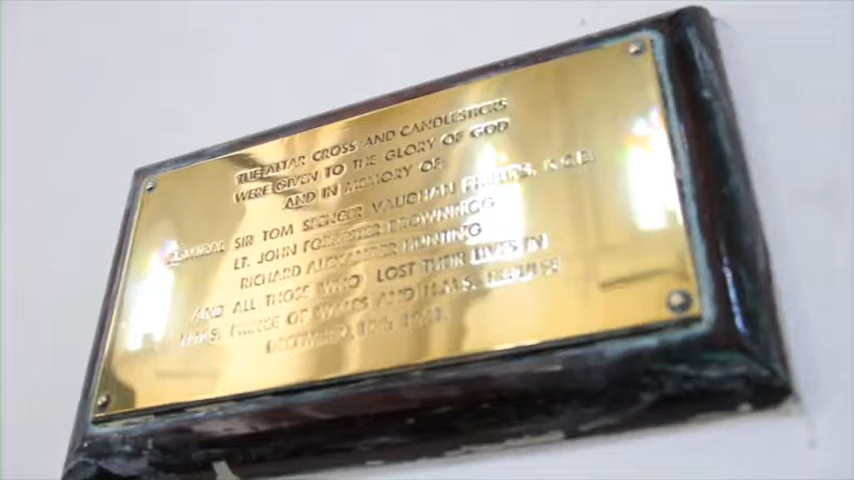 THE ALTAR CROSS AND CANDLESTICKS
WERE GIVEN TO THE GLORY OF GOD
AND IN MEMORY OF
ADMIRAL SIR TOM SPENCER VAUGHAN PHILLIPS, K.C.B.
LT. JOHN FORRESTER BROWNRIGG
RICHARD ALEXANDER HUNTING
AND ALL THOSE WHO LOST THEIR LIVES IN
H.M.S. PRINCE OF WALES AND H.M.S. REPULSE
DECEMBER, 10th 1941.